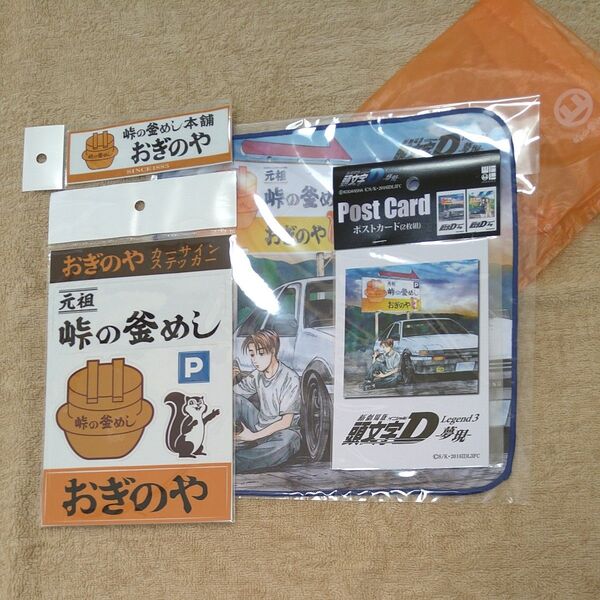 峠の釜めし本舗
おぎのや
峠の釜めし
SINCE1885
おぎのや カニサイン
ステッカー
元祖
峠の釜めし
P
峠の釜めし
おぎのや
元祖
峠の釜め
おぎのや
頭文字D
Post Card
ポストカード(2枚組)
元祖
峠の釜めし
おぎのや
新劇場版
頭文字D Legend3
-夢現-